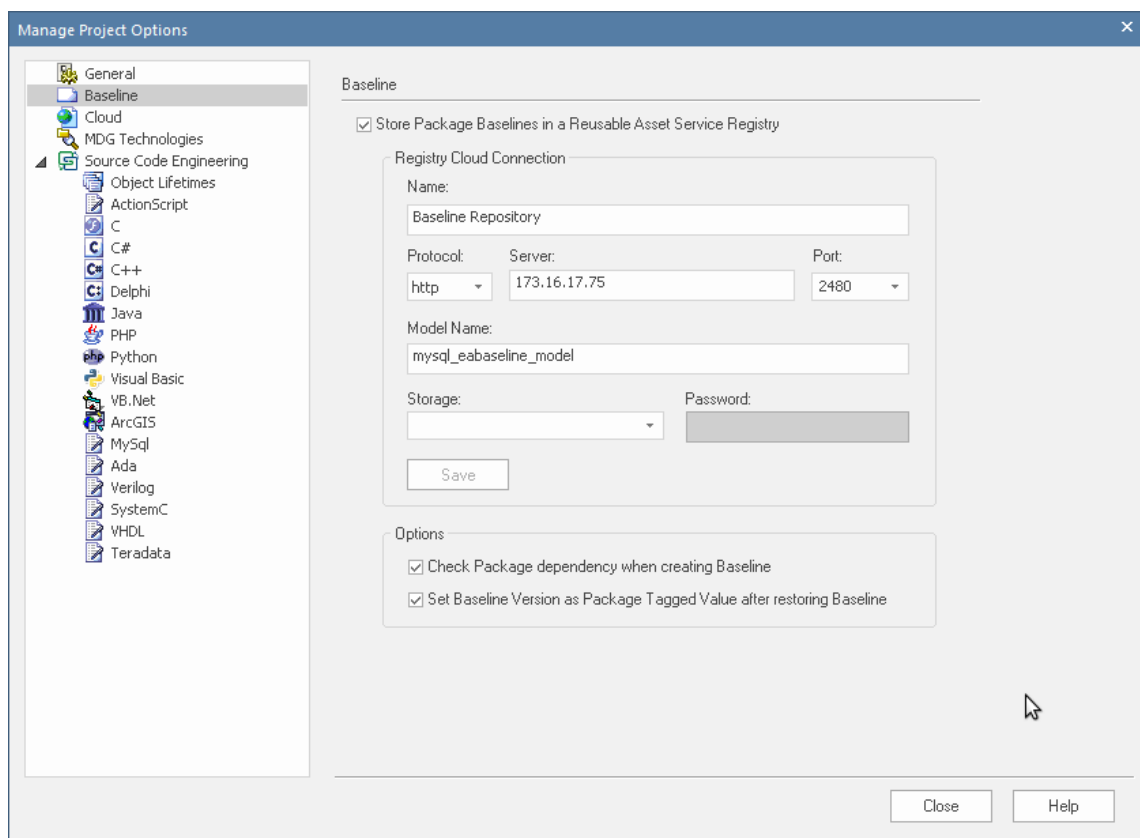 Manage Project Options
General
Baseline
Cloud
MDG Technologies
Source Code Engineering
Object Lifetimes
ActionScript
C
C#
C++
Delphi
Java
PHP
Python
Visual Basic
VB.Net
ArcGIS
MySql
Ada
Verilog
SystemC
VHDL
Teradata
Baseline
Store Package Baselines in a Reusable Asset Service Registry
Registry Cloud Connection
Name:
Baseline Repository
Protocol: Server: Port:
http 173.16.17.75 2480
Model Name:
mysql_eabaseline_model
Storage: Password:
Save
Options
Check Package dependency when creating Baseline
Set Baseline Version as Package Tagged Value after restoring Baseline
Close Help